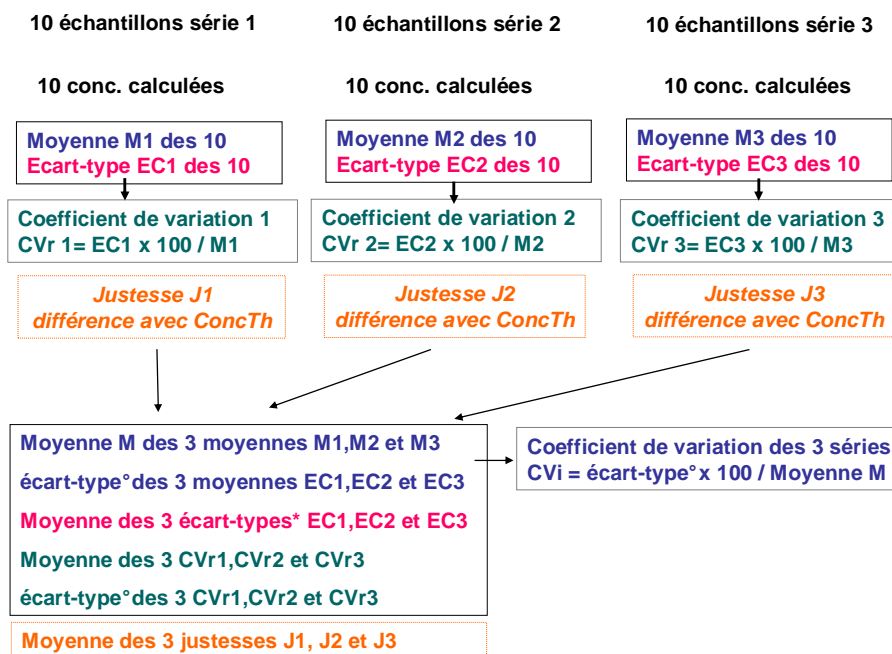 10 échantillons série 1
10 échantillons série 2
10 échantillons série 3
10 conc. calculées
10 conc. calculées
10 conc. calculées
Moyenne M1 des 10
Ecart-type EC1 des 10
Moyenne M2 des 10
Ecart-type EC2 des 10
Moyenne M3 des 10
Ecart-type EC3 des 10
Coefficient de variation 1
CVr 1= EC1 x 100 / M1
Coefficient de variation 2
CVr 2= EC2 x 100 / M2
Coefficient de variation 3
CVr 3= EC3 x 100 / M3
Justesse J1
différence avec ConcTh
Justesse J2
différence avec ConcTh
Justesse J3
différence avec ConcTh
Moyenne M des 3 moyennes M1,M2 et M3
écart-type° des 3 moyennes EC1,EC2 et EC3
Moyenne des 3 écart-types* EC1,EC2 et EC3
Moyenne des 3 CVr1,CVr2 et CVr3
écart-type° des 3 CVr1,CVr2 et CVr3
Moyenne des 3 justesses J1, J2 et J3
Coefficient de variation des 3 séries
CVi = écart-type° x 100 / Moyenne M